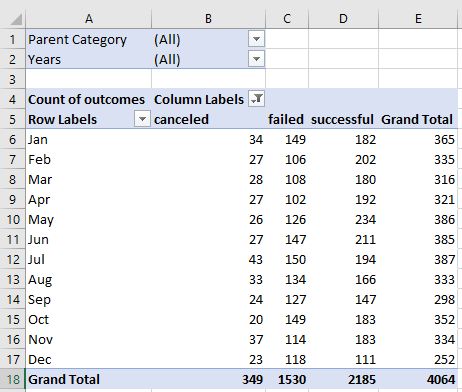 A B C D E
1 Parent Category (All)
2 Years (All)
3
4 Count of outcomes Column Labels
5 Row Labels canceled failed successful Grand Total
6 Jan 34 149 182 365
7 Feb 27 106 202 335
8 Mar 28 108 180 316
9 Apr 27 102 192 321
10 May 26 126 234 386
11 Jun 27 147 211 385
12 Jul 43 150 194 387
13 Aug 33 134 166 333
14 Sep 24 127 147 298
15 Oct 20 149 183 352
16 Nov 37 114 183 334
17 Dec 23 118 111 252
18 Grand Total 349 1530 2185 4064